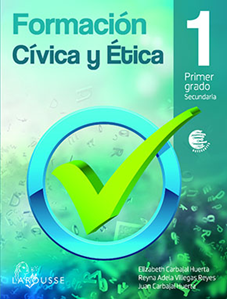 Formación
Cívica y Ética
1
Primer
grado
Secundaria
Elizabeth Carbajal Huerta
Reyna Adela Villegas Reyes
Juan Carbajal Huerta
LAROUSSE